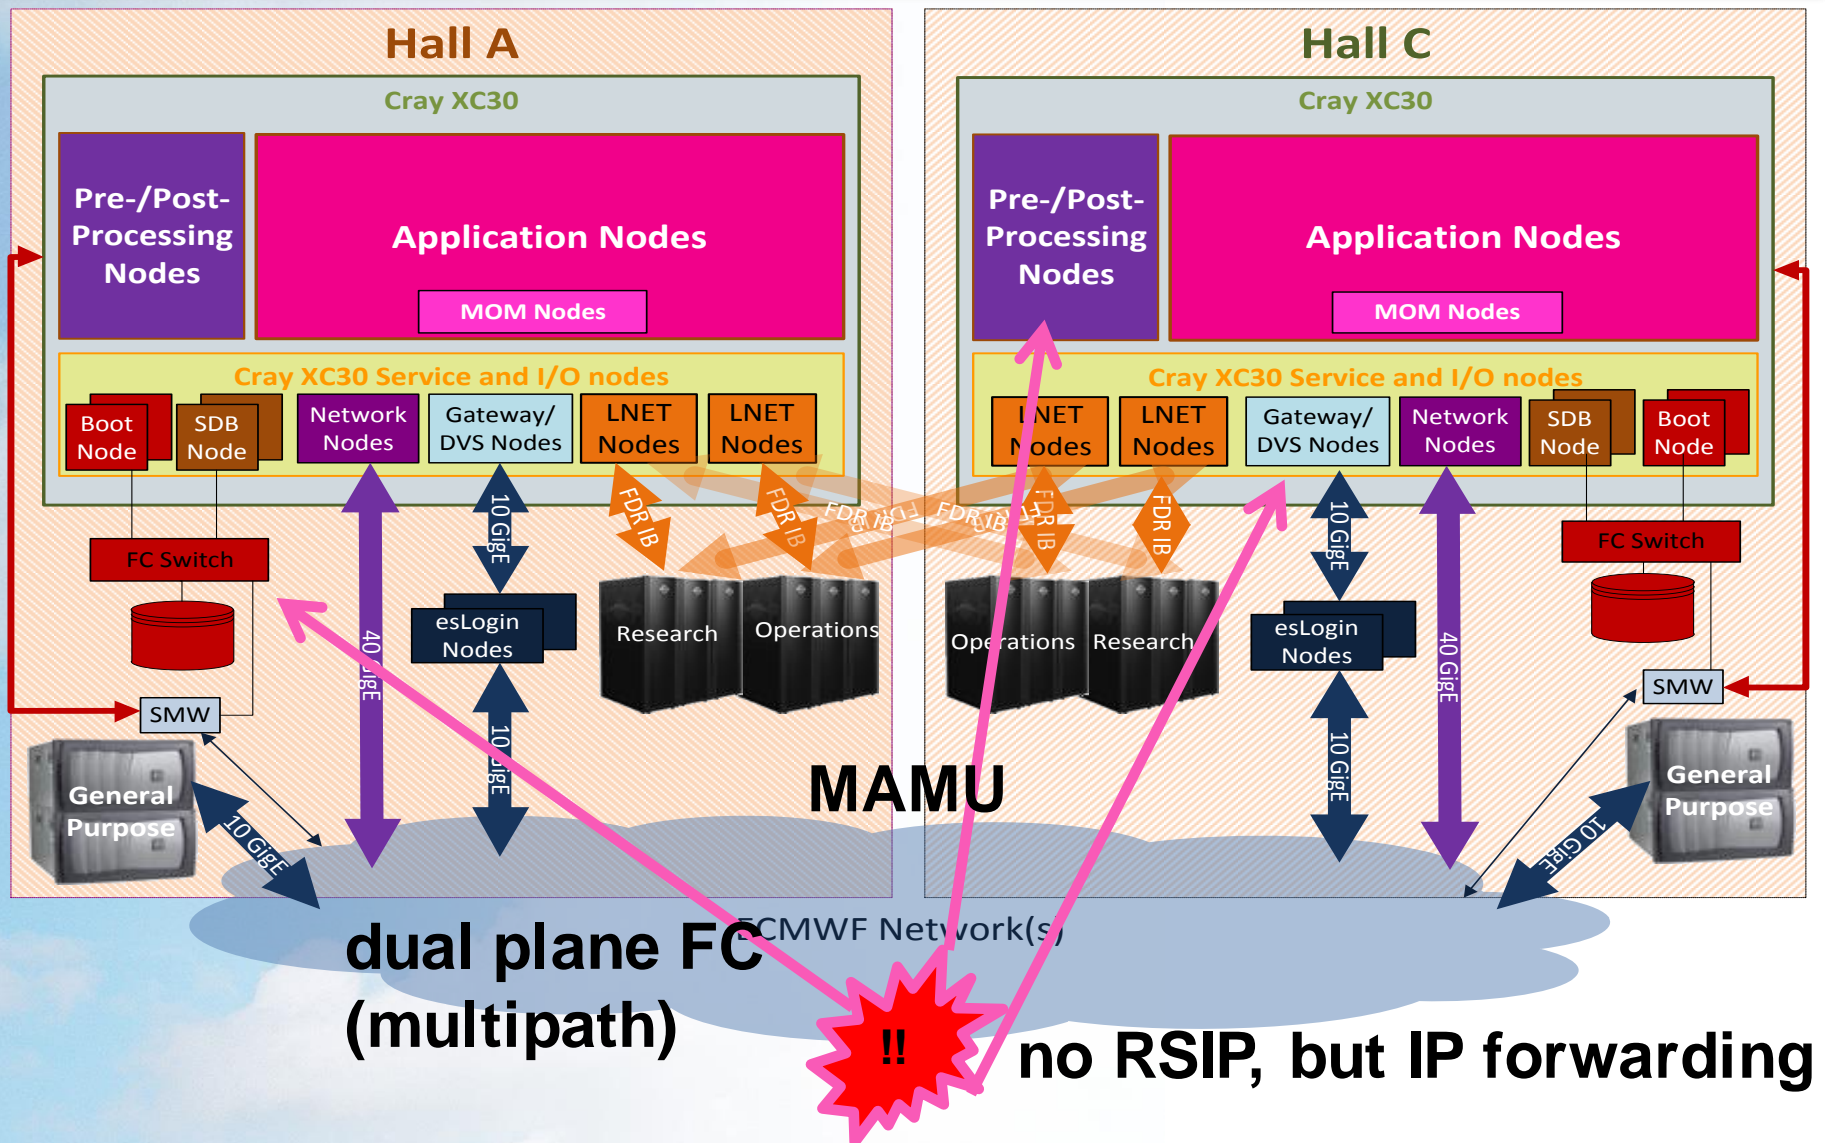 Hall A
Cray XC30
Pre-/Post-
Processing
Nodes
Application Nodes
MOM Nodes
Cray XC30 Service and I/O nodes
Boot
Node
SDB
Node
Network
Nodes
Gateway/
DVS Nodes
LNET
Nodes
LNET
Nodes
FC Switch
SMW
General
Purpose
10 GigE
40 GigE
10 GigE
esLogin
Nodes
10 GigE
FDR IB
FDR IB
FDR IB
FDR IB
Research
Operations
Hall C
Cray XC30
Pre-/Post-
Processing
Nodes
Application Nodes
MOM Nodes
Cray XC30 Service and I/O nodes
LNET
Nodes
LNET
Nodes
Gateway/
DVS Nodes
Network
Nodes
SDB
Node
Boot
Node
FDR IB
FDR IB
Operations
Research
10 GigE
esLogin
Nodes
10 GigE
40 GigE
FC Switch
SMW
General
Purpose
10 GigE
MAMU
ECMWF Network(s)
dual plane FC
(multipath)
!!
no RSIP, but IP forwarding